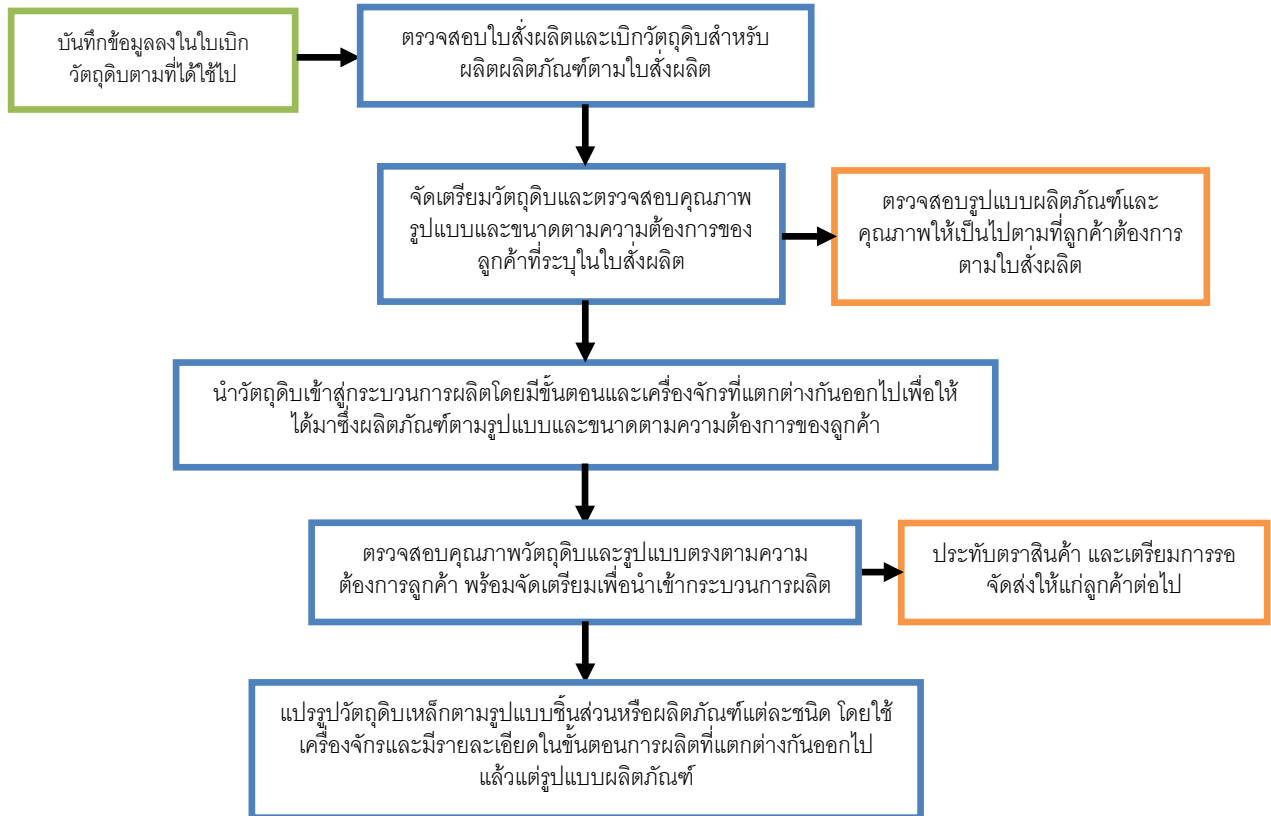 บันทึกข้อมูลลงในใบเบิก
วัตถุดิบตามที่ได้ใช้ไป
ตรวจสอบใบสั่งผลิตและเบิกวัตถุดิบสำหรับ
ผลิตผลิตภัณฑ์ตามใบสั่งผลิต
จัดเตรียมวัตถุดิบและตรวจสอบคุณภาพ
รูปแบบและขนาดตามความต้องการของ
ลูกค้าที่ระบุในใบสั่งผลิต
ตรวจสอบรูปแบบผลิตภัณฑ์และ
คุณภาพให้เป็นไปตามที่ลูกค้าต้องการ
ตามใบสั่งผลิต
นำวัตถุดิบเข้าสู่กระบวนการผลิตโดยมีขั้นตอนและเครื่องจักรที่แตกต่างกันออกไปเพื่อให้
ได้มาซึ่งผลิตภัณฑ์ตามรูปแบบและขนาดตามความต้องการของลูกค้า
ตรวจสอบคุณภาพวัตถุดิบและรูปแบบตรงตามความ
ต้องการลูกค้า พร้อมจัดเตรียมเพื่อนำเข้ากระบวนการผลิต
ประทับตราสินค้า และเตรียมการรอ
จัดส่งให้แก่ลูกค้าต่อไป
แปรรูปวัตถุดิบเหล็กตามรูปแบบชิ้นส่วนหรือผลิตภัณฑ์แต่ละชนิด โดยใช้
เครื่องจักรและมีรายละเอียดในขั้นตอนการผลิตที่แตกต่างกันออกไป
แล้วแต่รูปแบบผลิตภัณฑ์